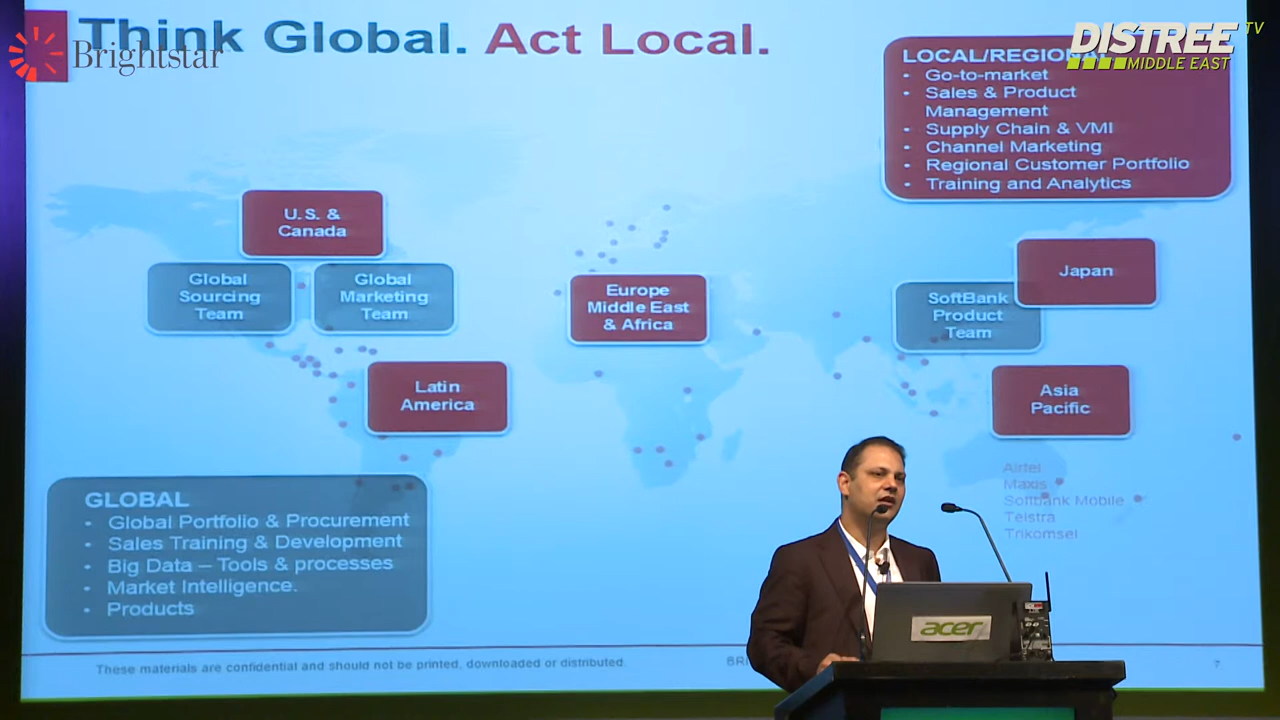 Think Global. Act Local.
Brightstar
DISTREE TV
MIDDLE EAST
LOCAL/REGIONAL
• Go-to-market
• Sales & Product
Management
• Supply Chain & VMI
• Channel Marketing
• Regional Customer Portfolio
• Training and Analytics
U.S. &
Canada
Global
Sourcing
Team
Global
Marketing
Team
Europe
Middle East
& Africa
Japan
SoftBank
Product
Team
Latin
America
Asia
Pacific
Airtel
Maxis
Softbank Mobile
Telstra
Trikomsel
GLOBAL
• Global Portfolio & Procurement
• Sales Training & Development
• Big Data – Tools & processes
• Market Intelligence.
• Products
acer
These materials are confidential and should not be printed, downloaded or distributed.
7